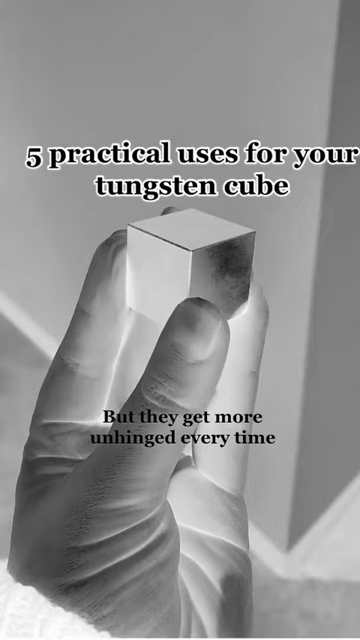 5 practical uses for your
tungsten cube
But they get more
unhinged every time